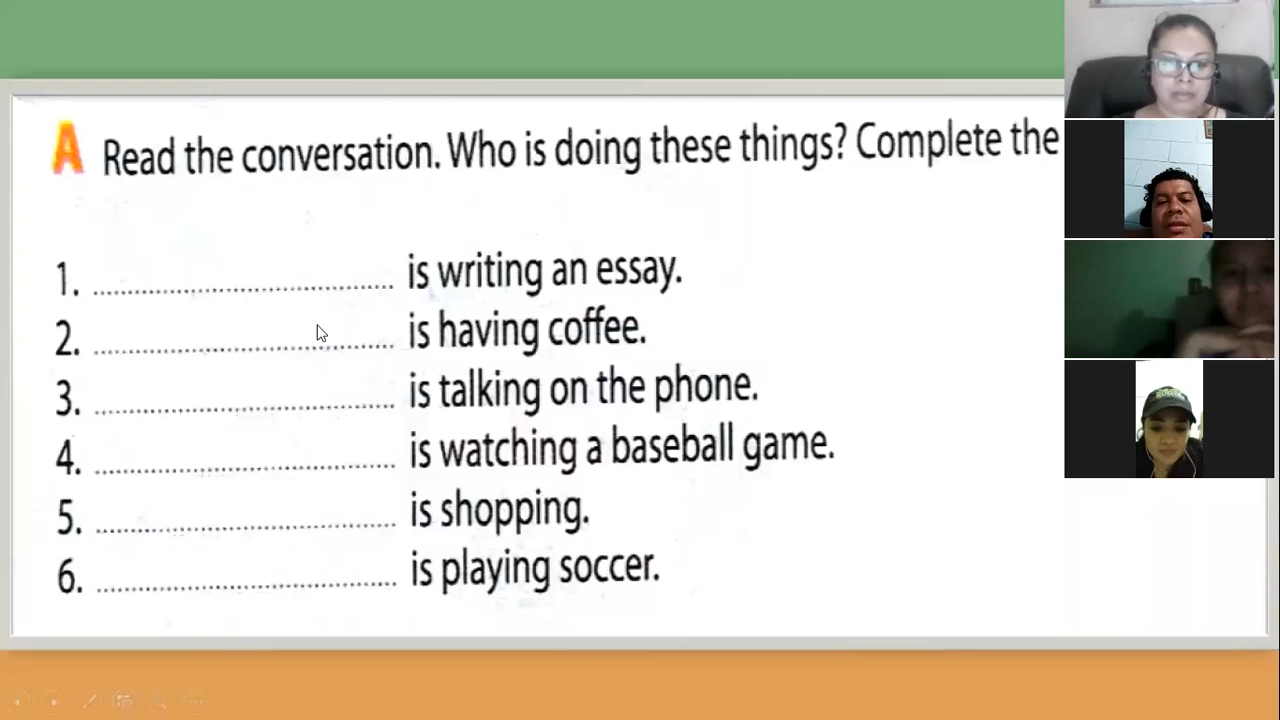 A Read the conversation. Who is doing these things? Complete the
1. .................................................... is writing an essay.
2. .................................................... is having coffee.
3. .................................................... is talking on the phone.
4. .................................................... is watching a baseball game.
5. .................................................... is shopping.
6. .................................................... is playing soccer.